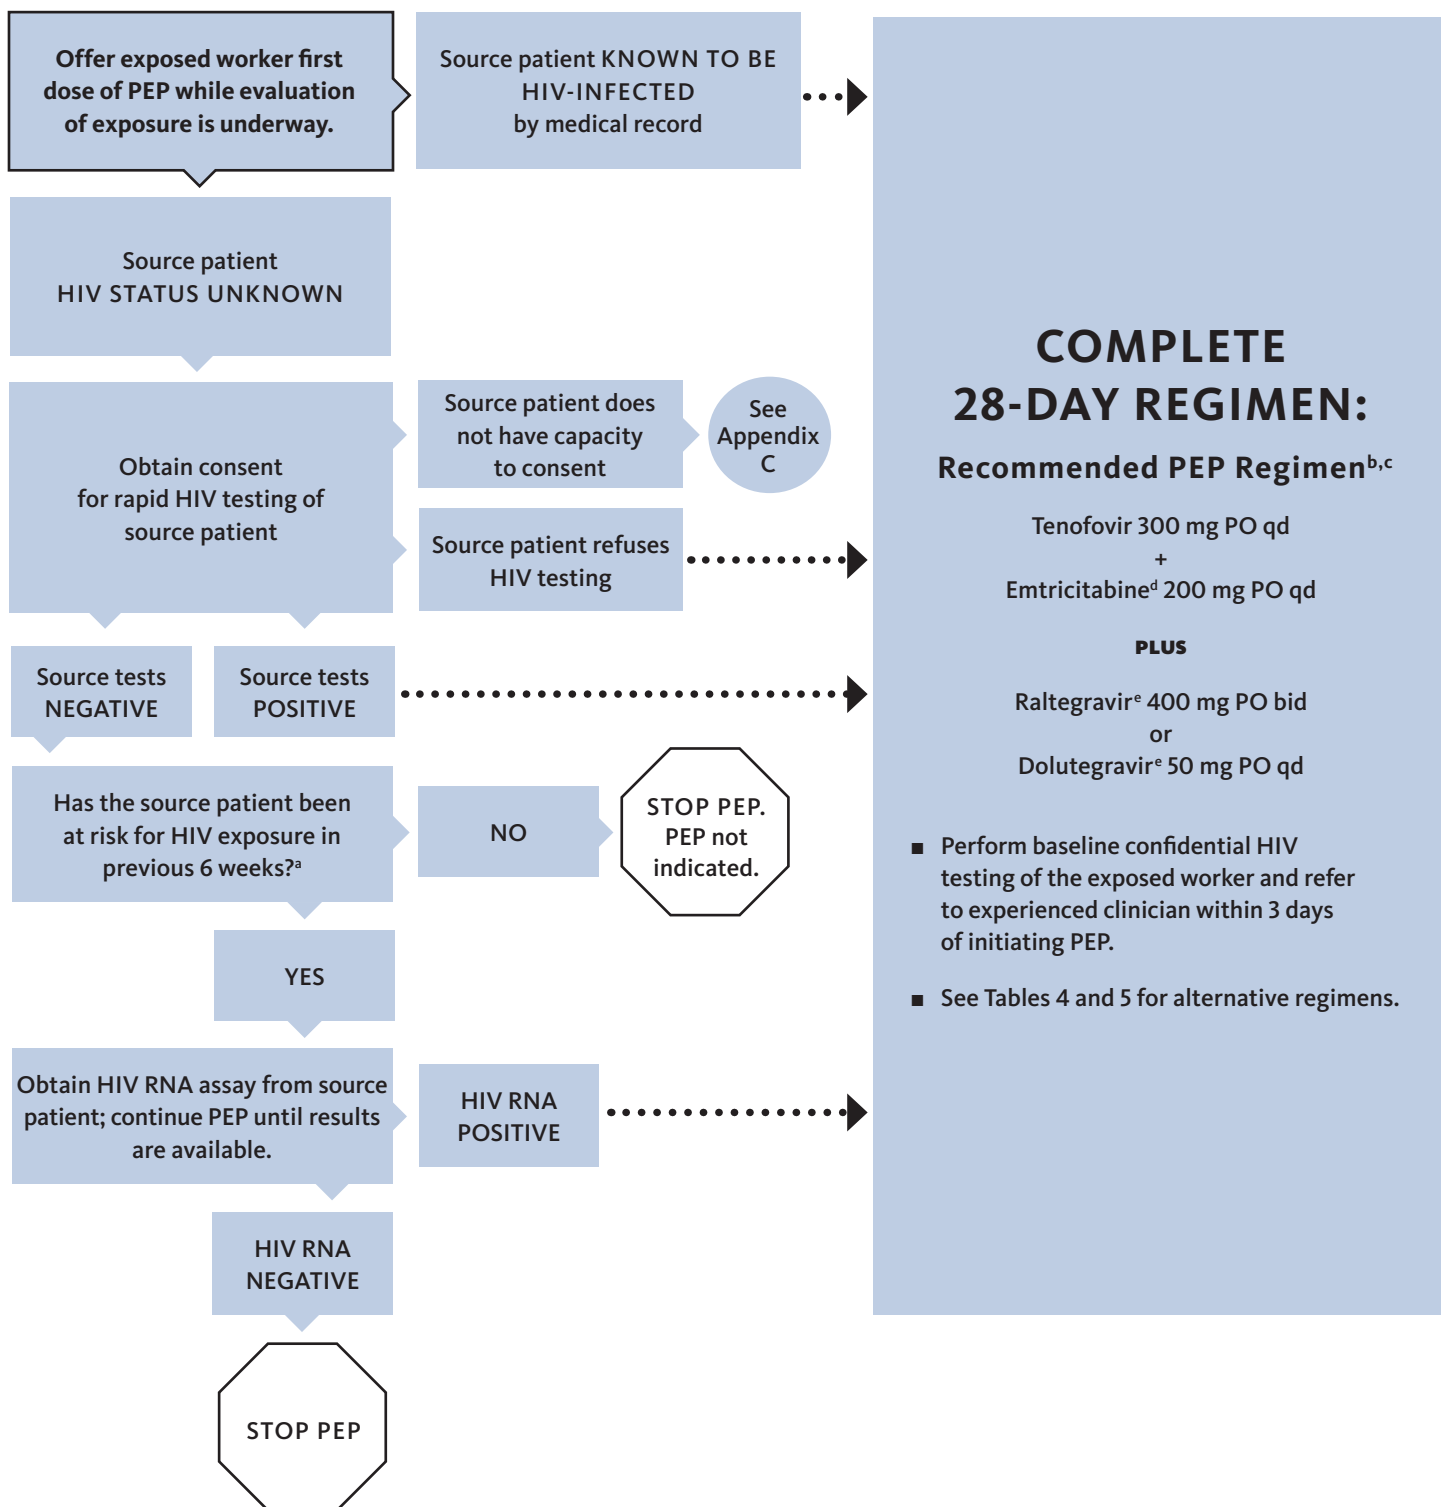 Offer exposed worker first
dose of PEP while evaluation
of exposure is underway.
Source patient KNOWN TO BE
HIV-INFECTED
by medical record
Source patient
HIV STATUS UNKNOWN
Obtain consent
for rapid HIV testing of
source patient
Source patient does
not have capacity
to consent
See
Appendix
C
Source patient refuses
HIV testing
Source tests
NEGATIVE
Source tests
POSITIVE
Has the source patient been
at risk for HIV exposure in
previous 6 weeks?ᵃ
NO
STOP PEP.
PEP not
indicated.
YES
Obtain HIV RNA assay from source
patient; continue PEP until results
are available.
HIV RNA
POSITIVE
HIV RNA
NEGATIVE
STOP PEP
COMPLETE
28-DAY REGIMEN:
Recommended PEP Regimenᵇ,ᶜ
Tenofovir 300 mg PO qd
+
Emtricitabineᵈ 200 mg PO qd
PLUS
Raltegravirᵉ 400 mg PO bid
or
Dolutegravirᵉ 50 mg PO qd
■ Perform baseline confidential HIV
testing of the exposed worker and refer
to experienced clinician within 3 days
of initiating PEP.
■ See Tables 4 and 5 for alternative regimens.